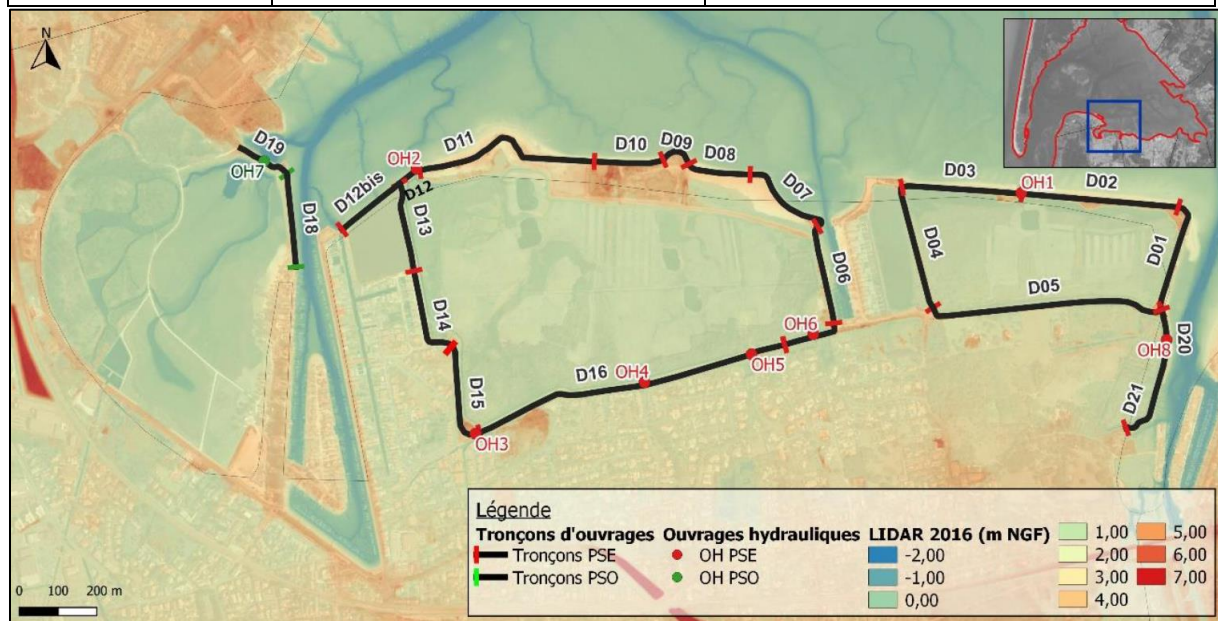 N
D19
OH7
D18
D12bis
OH2
D12
D11
D13
D14
D15
OH3
D10
D09
D08
D07
D06
D16
OH4
OH5
OH6
D03
OH1
D02
D04
D01
D05
D20
OH8
D21
0 100 200 m
Légende
Tronçons d'ouvrages Ouvrages hydrauliques LIDAR 2016 (m NGF)
Tronçons PSE OH PSE
Tronçons PSO OH PSO
-2,00
-1,00
0,00
1,00
2,00
3,00
4,00
5,00
6,00
7,00